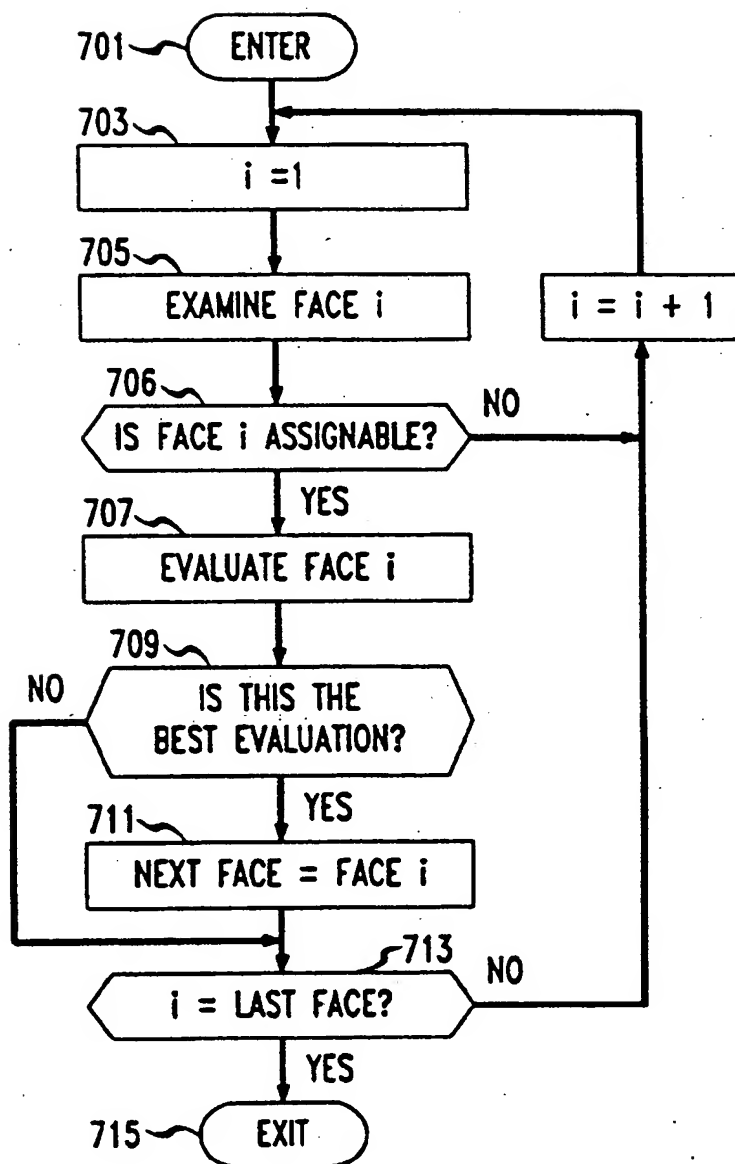 701 ENTER
703
i =1
705
EXAMINE FACE i
i = i + 1
706
NO
IS FACE i ASSIGNABLE?
YES
707
EVALUATE FACE i
709
NO
IS THIS THE
BEST EVALUATION?
YES
711
NEXT FACE = FACE i
713
NO
i = LAST FACE?
YES
715 EXIT